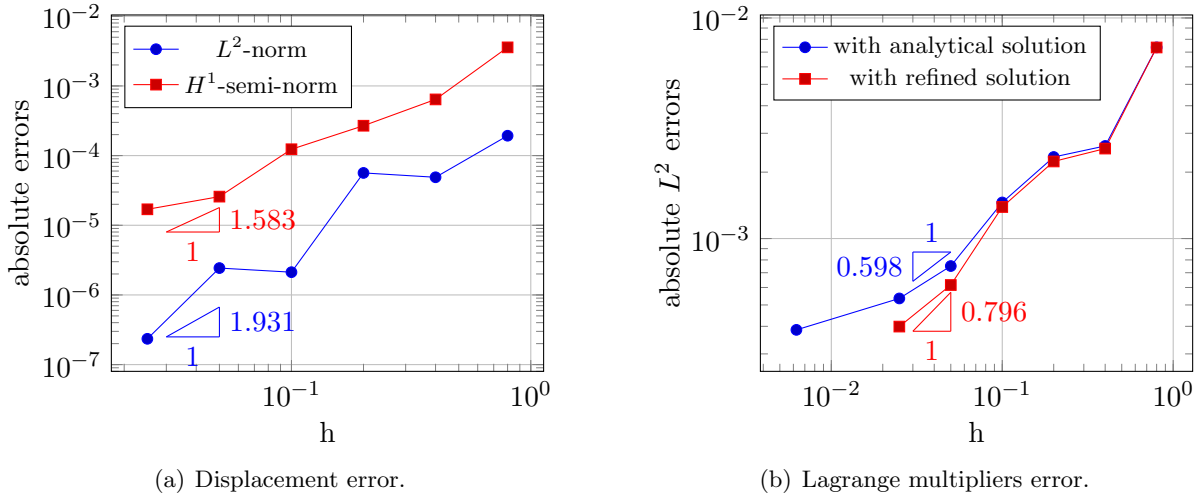 10^{-2}
10^{-3}
10^{-4}
10^{-5}
10^{-6}
10^{-7}
absolute errors
L^2-norm
H^1-semi-norm
1.583
1
1.931
1
10^{-1}
10^0
h
(a) Displacement error.
10^{-2}
10^{-3}
absolute L^2 errors
with analytical solution
with refined solution
1
0.598
0.796
1
10^{-2}
10^{-1}
10^0
h
(b) Lagrange multipliers error.